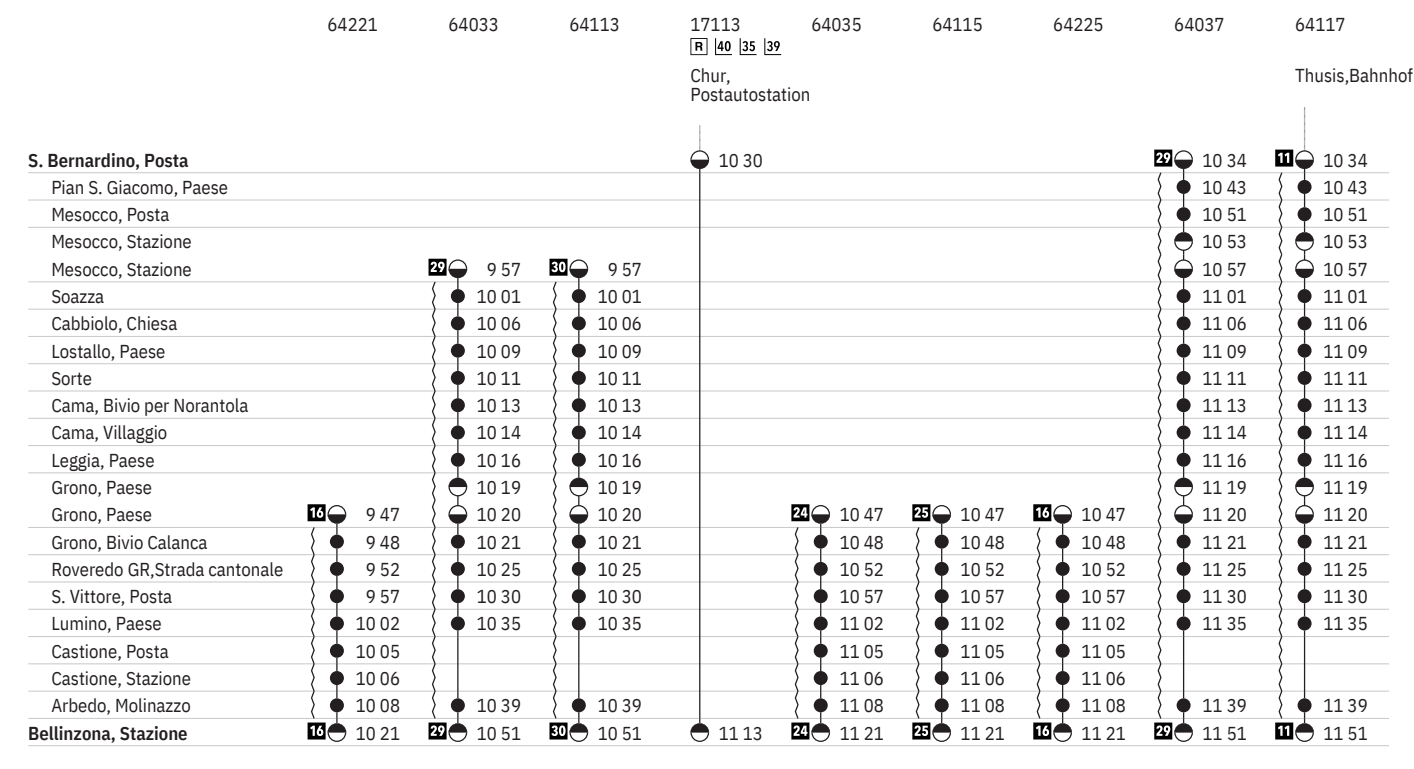 64221 64033 64113 17113 64035 64115 64225 64037 64117
R 40 35 39
Chur, Thusis,Bahnhof
Postautostation
S. Bernardino, Posta 10 30 29 10 34 11 10 34
Pian S. Giacomo, Paese 10 43 10 43
Mesocco, Posta 10 51 10 51
Mesocco, Stazione 10 53 10 53
Mesocco, Stazione 29 9 57 30 9 57 10 57 10 57
Soazza 10 01 10 01 11 01 11 01
Cabbiolo, Chiesa 10 06 10 06 11 06 11 06
Lostallo, Paese 10 09 10 09 11 09 11 09
Sorte 10 11 10 11 11 11 11 11
Cama, Bivio per Norantola 10 13 10 13 11 13 11 13
Cama, Villaggio 10 14 10 14 11 14 11 14
Leggia, Paese 10 16 10 16 11 16 11 16
Grono, Paese 10 19 10 19 11 19 11 19
Grono, Paese 16 9 47 10 20 10 20 24 10 47 25 10 47 16 10 47 11 20 11 20
Grono, Bivio Calanca 9 48 10 21 10 21 10 48 10 48 10 48 11 21 11 21
Roveredo GR,Strada cantonale 9 52 10 25 10 25 10 52 10 52 10 52 11 25 11 25
S. Vittore, Posta 9 57 10 30 10 30 10 57 10 57 10 57 11 30 11 30
Lumino, Paese 10 02 10 35 10 35 11 02 11 02 11 02 11 35 11 35
Castione, Posta 10 05 11 05 11 05 11 05
Castione, Stazione 10 06 11 06 11 06 11 06
Arbedo, Molinazzo 10 08 10 39 10 39 11 08 11 08 11 08 11 39 11 39
Bellinzona, Stazione 16 10 21 29 10 51 30 10 51 11 13 24 11 21 25 11 21 16 11 21 29 11 51 11 11 51